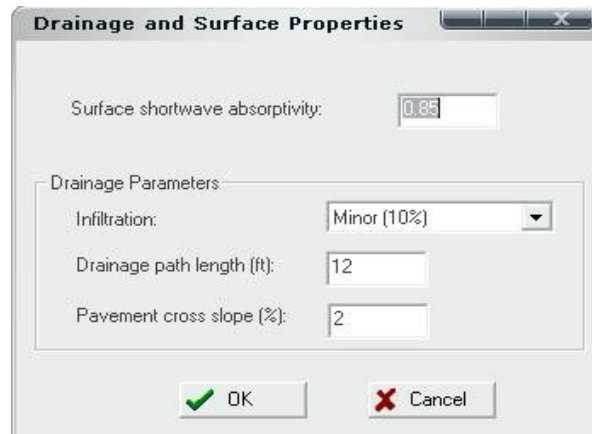 Drainage and Surface Properties
Surface shortwave absorptivity: 0.85
Drainage Parameters
Infiltration: Minor (10%)
Drainage path length (ft): 12
Pavement cross slope (%): 2
OK Cancel